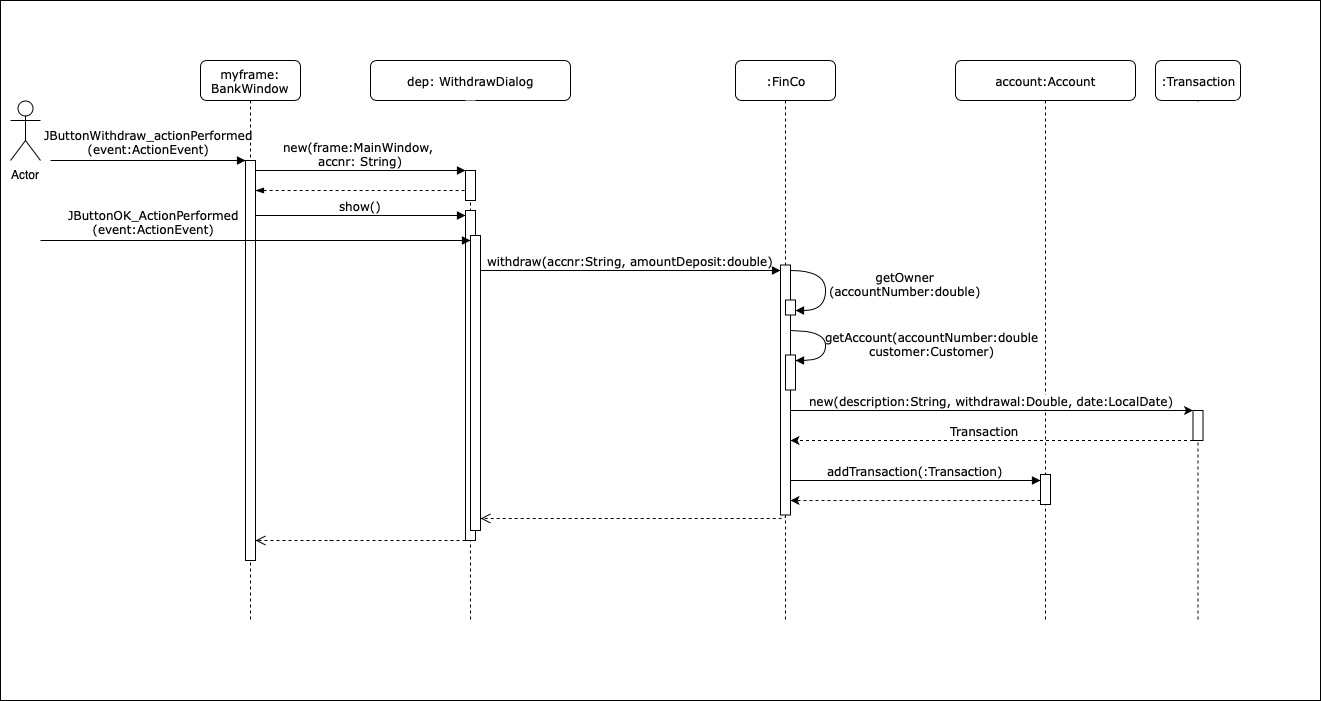 myframe:
BankWindow
dep: WithdrawDialog
:FinCo
account:Account
:Transaction
Actor
JButtonWithdraw_actionPerformed
(event:ActionEvent)
new(frame:MainWindow,
accnr: String)
show()
JButtonOK_ActionPerformed
(event:ActionEvent)
withdraw(accnr:String, amountDeposit:double)
getOwner
(accountNumber:double)
getAccount(accountNumber:double
customer:Customer)
new(description:String, withdrawal:Double, date:LocalDate)
Transaction
addTransaction(:Transaction)